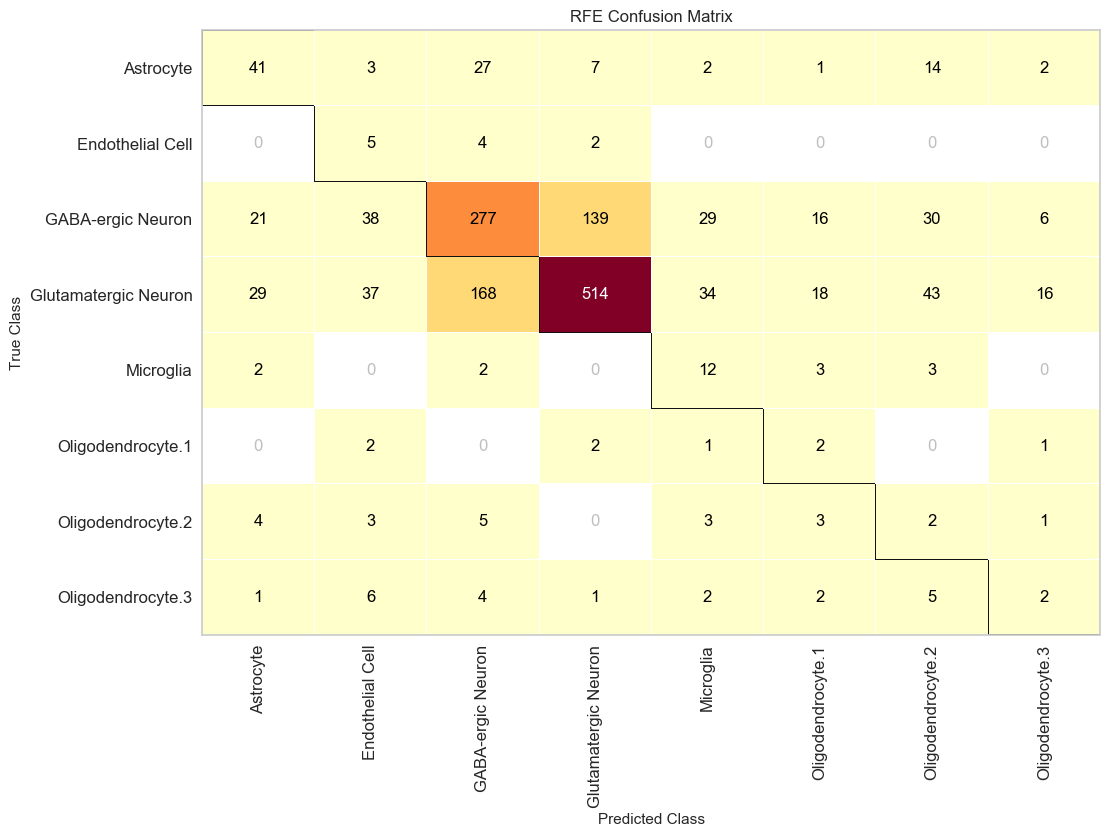 RFE Confusion Matrix
True Class
Astrocyte 41 3 27 7 2 1 14 2
Endothelial Cell 0 5 4 2 0 0 0 0
GABA-ergic Neuron 21 38 277 139 29 16 30 6
Glutamatergic Neuron 29 37 168 514 34 18 43 16
Microglia 2 0 2 0 12 3 3 0
Oligodendrocyte.1 0 2 0 2 1 2 0 1
Oligodendrocyte.2 4 3 5 0 3 3 2 1
Oligodendrocyte.3 1 6 4 1 2 2 5 2
Astrocyte
Endothelial Cell
GABA-ergic Neuron
Glutamatergic Neuron
Microglia
Oligodendrocyte.1
Oligodendrocyte.2
Oligodendrocyte.3
Predicted Class